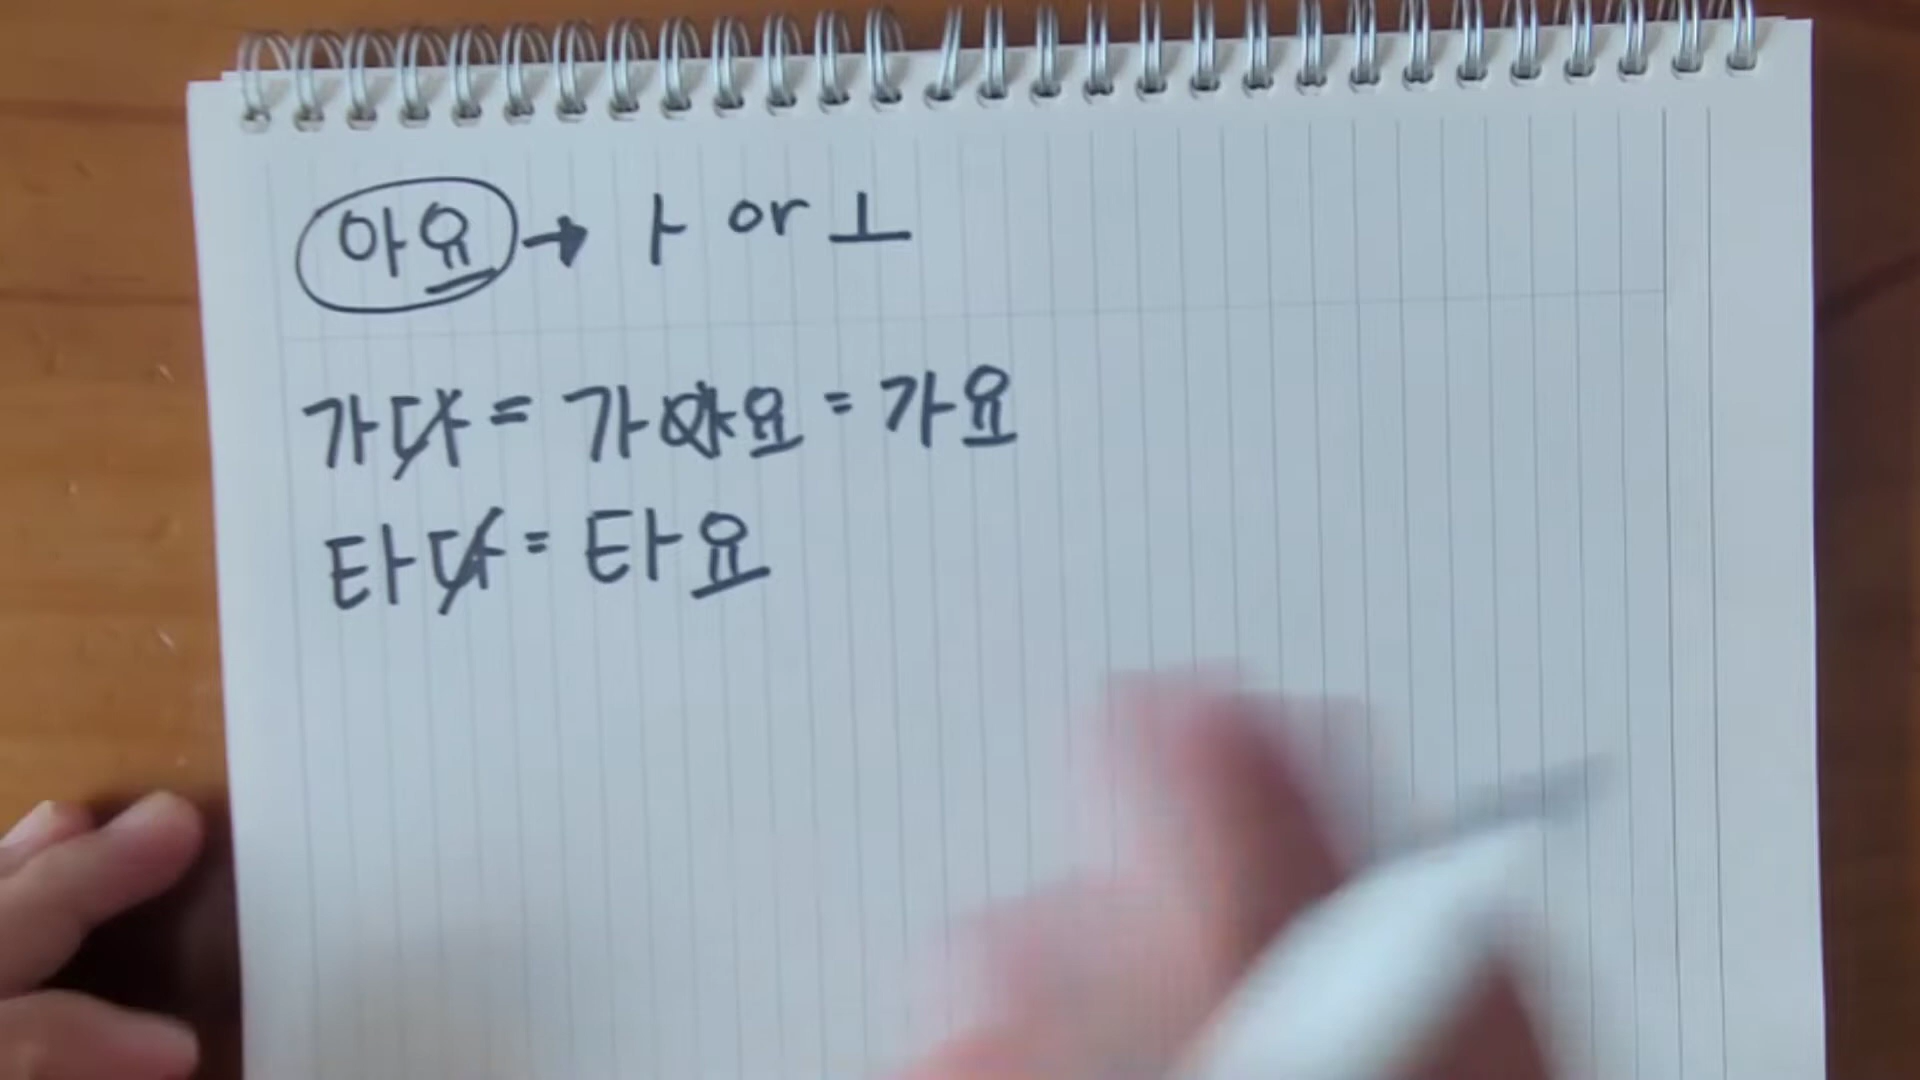 아요 → ㅏ or ㅗ
가다 = 가아요 = 가요
타다 = 타요